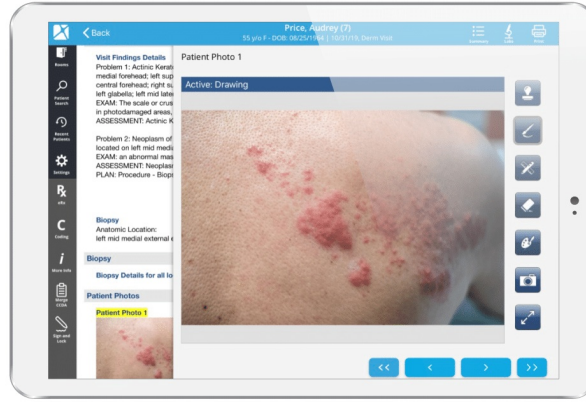 Back
Price, Audrey (7)
55 y/o F - DOB: 08/25/1964 | 10/31/19, Derm Visit
Summary
Labs
Print
Rooms
Patient Search
Recent Patients
Settings
Rx
eRx
C
Coding
i
More Info
Merge CCDA
Sign and Lock
Visit Findings Details
Problem 1: Actinic Kerat
medial forehead; left sup
central forehead; right su
left glabella; left mid late
EXAM: The scale or crus
in photodamaged areas,
ASSESSMENT: Actinic K
Problem 2: Neoplasm of
located on left mid media
EXAM: an abnormal mas
ASSESSMENT: Neoplas
PLAN: Procedure - Biops
Biopsy
Anatomic Location:
left mid medial external e
Biopsy
Biopsy Details for all lo
Patient Photos
Patient Photo 1
Patient Photo 1
Active: Drawing
<<
<
>
>>